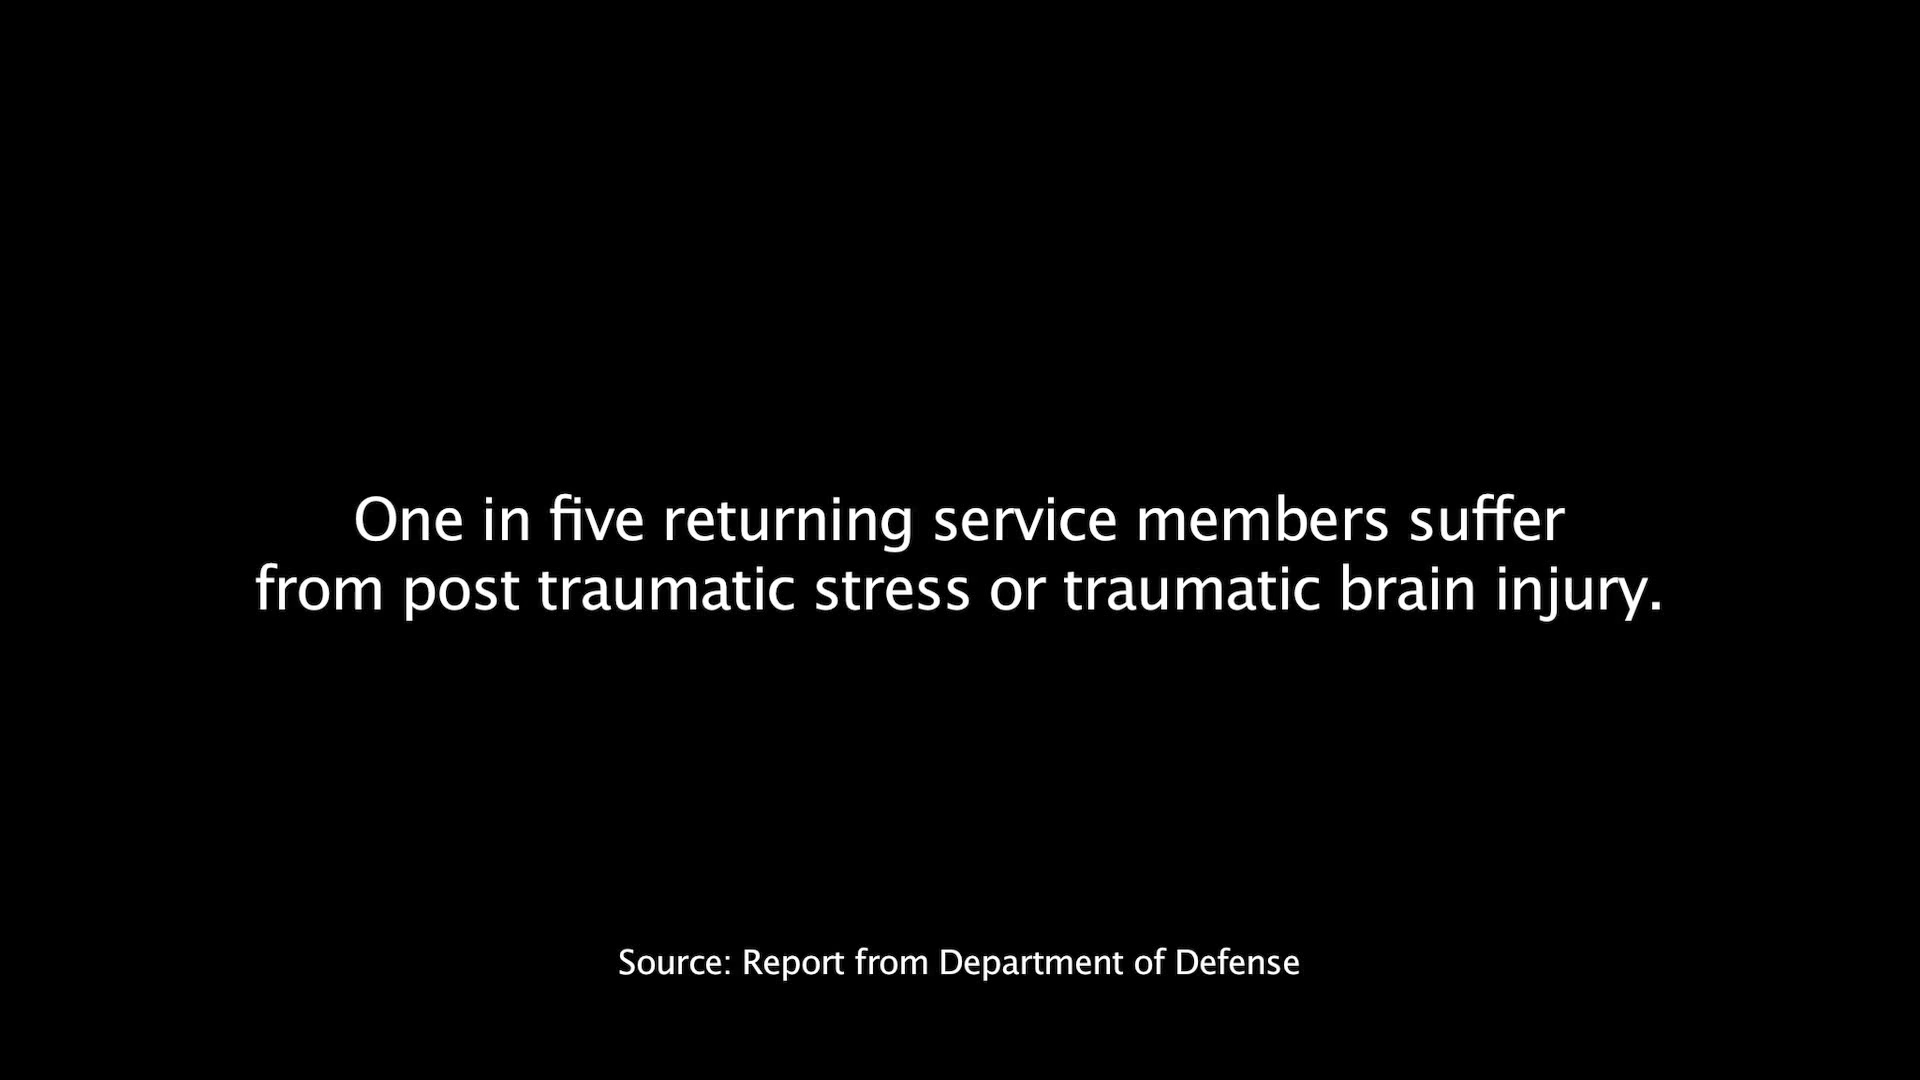 One in five returning service members suffer
from post traumatic stress or traumatic brain injury.
Source: Report from Department of Defense